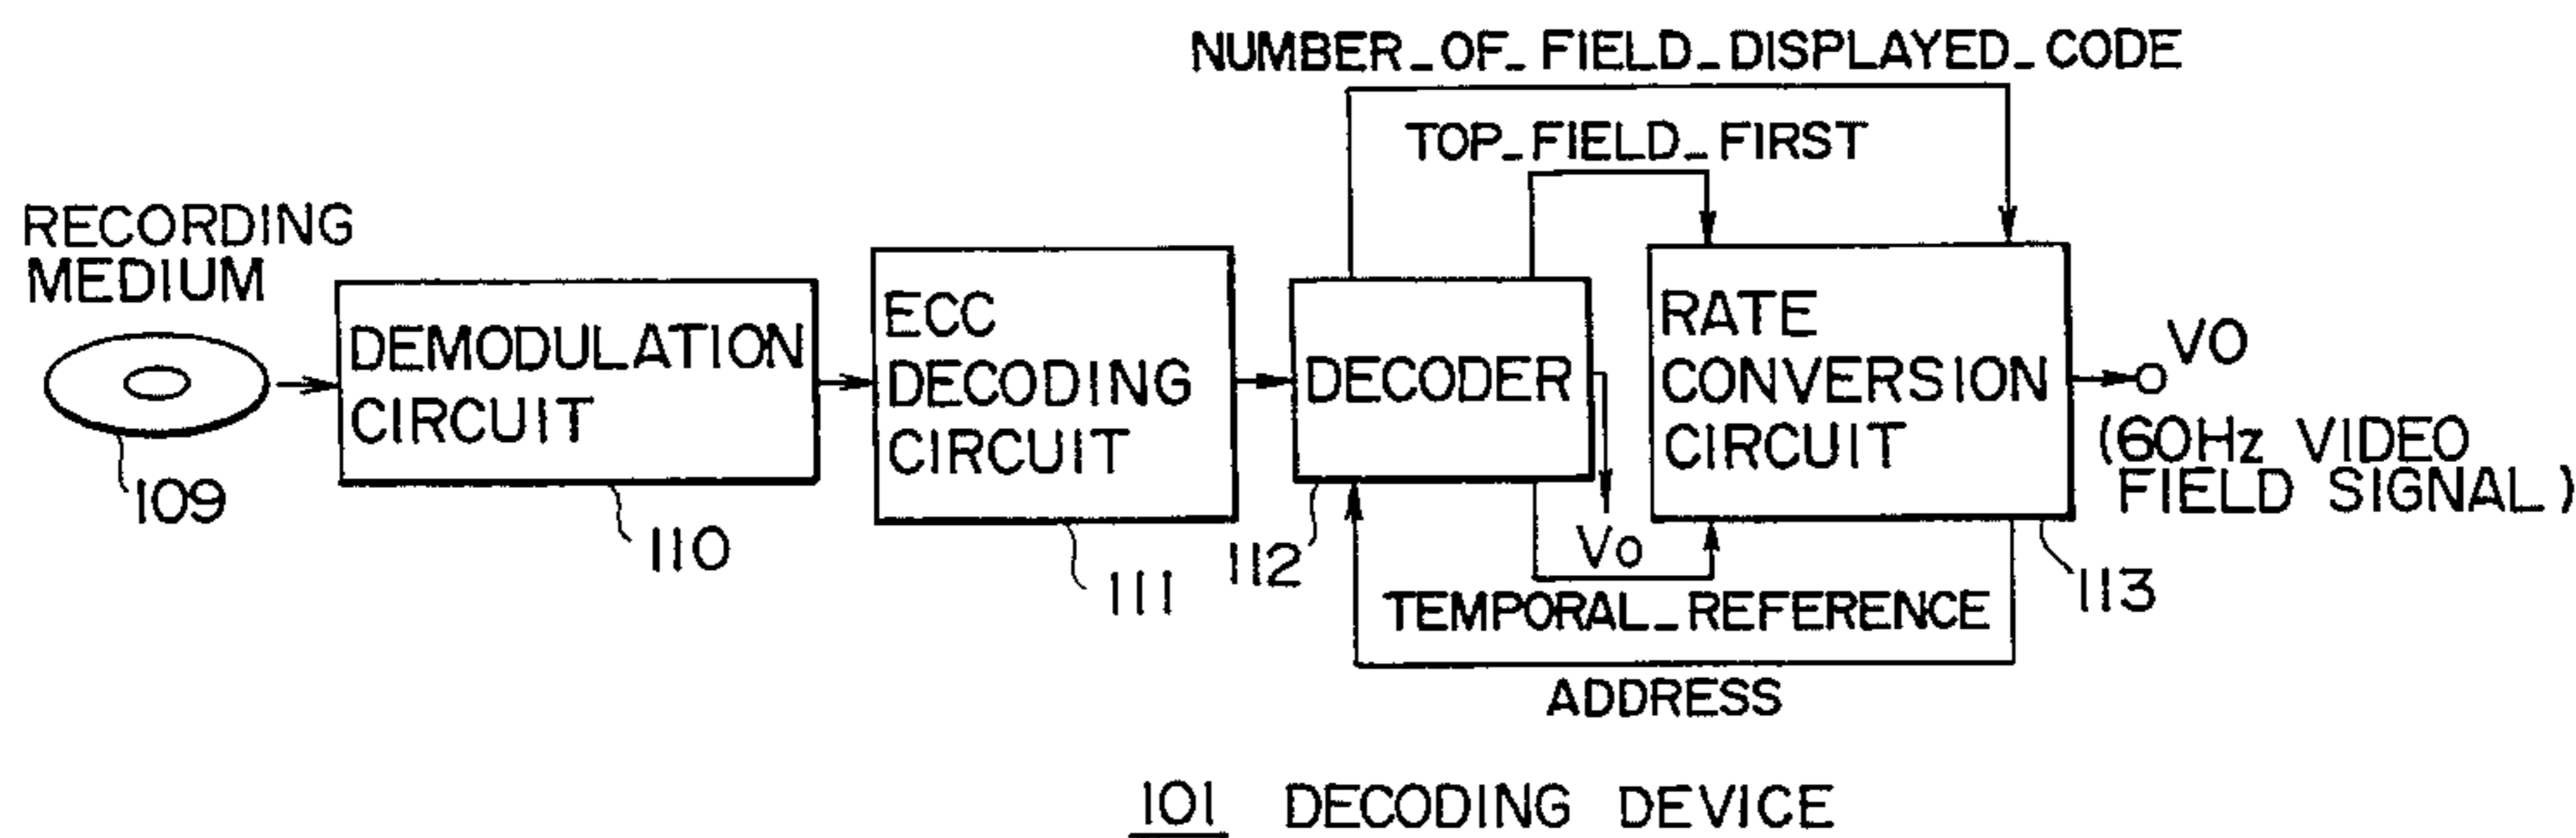 NUMBER_OF_FIELD_DISPLAYED_CODE
TOP_FIELD_FIRST
RECORDING
MEDIUM
109
DEMODULATION
CIRCUIT
110
ECC
DECODING
CIRCUIT
111
DECODER
112
Vo
RATE
CONVERSION
CIRCUIT
113
VO
(60Hz VIDEO
FIELD SIGNAL)
TEMPORAL_REFERENCE
ADDRESS
101 DECODING DEVICE